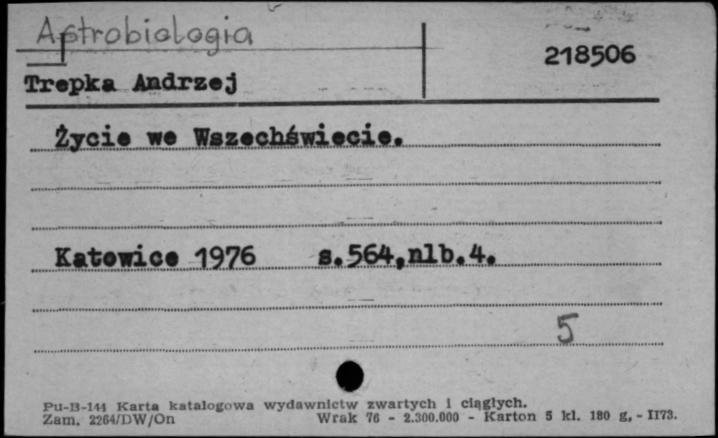 Astrobiologia
218506
Trepka Andrzej
Życie we Wszechświecie.
Katowice 1976 s.564,nlb.4.
5
Pu-B-144 Karta katalogowa wydawnictw zwartych i ciągłych.
Zam. 2264/DW/On Wrak 76 - 2.300.000 - Karton 5 kl. 180 g. - II73.